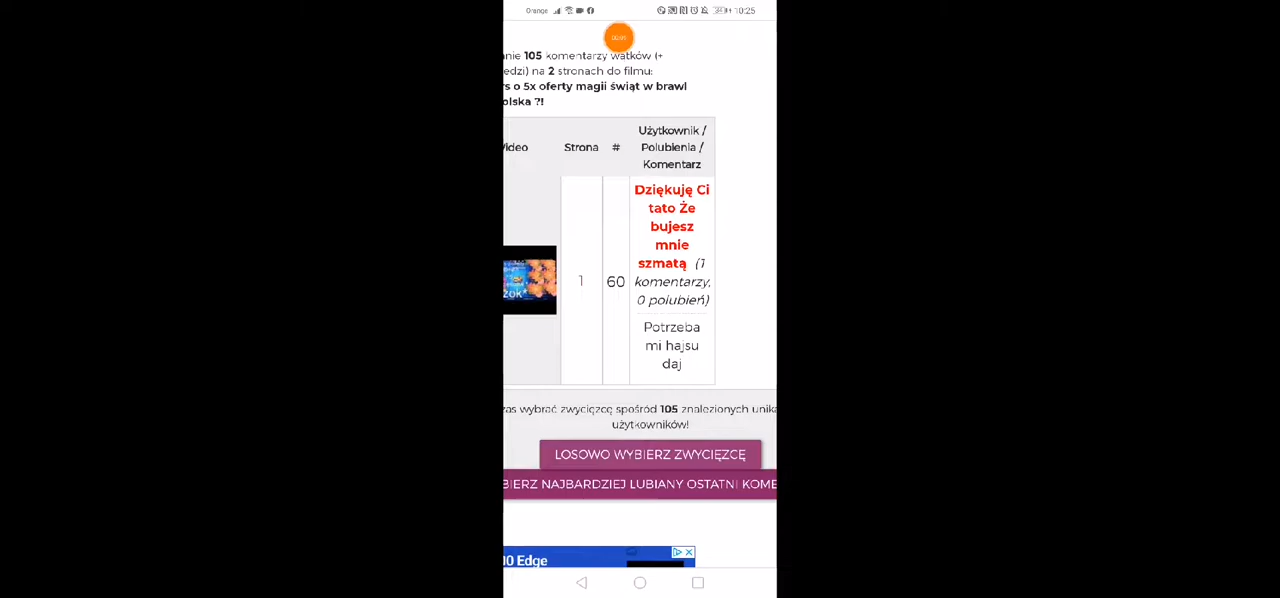 Orange 10:25
nie 105 komentarzy wątków (+
edzi) na 2 stronach do filmu:
rs o 5x oferty magii świąt w brawl
olska ?!
Video Strona # Użytkownik /
Polubienia /
Komentarz
Dziękuję Ci
tato Że
bujesz
mnie
szmatą (1
1 60 komentarzy,
0 polubień)
Potrzeba
mi hajsu
daj
zas wybrać zwycięzcę spośród 105 znalezionych unika
użytkowników!
LOSOWO WYBIERZ ZWYCIĘZCĘ
BIERZ NAJBARDZIEJ LUBIANY OSTATNI KOME
10 Edge